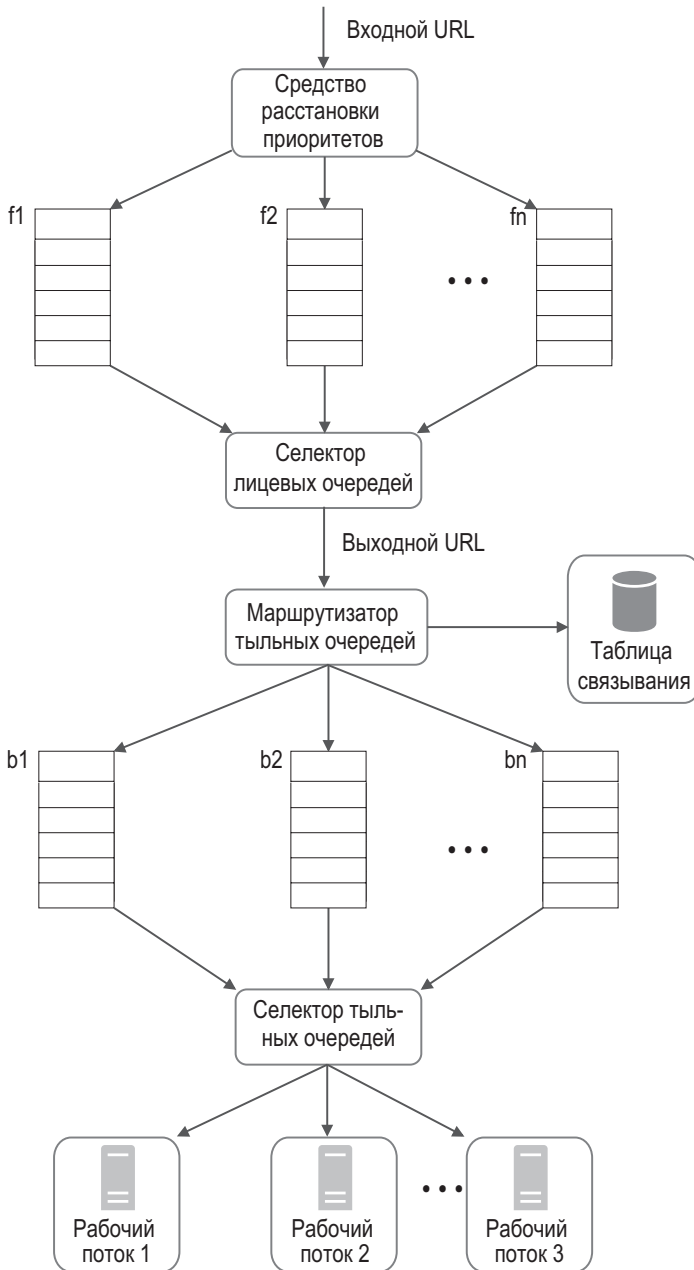 Входной URL
Средство
расстановки
приоритетов
f1
f2
fn
Селектор
лицевых очередей
Выходной URL
Маршрутизатор
тыльных очередей
Таблица
связывания
b1
b2
bn
Селектор тыль-
ных очередей
Рабочий
поток 1
Рабочий
поток 2
Рабочий
поток 3